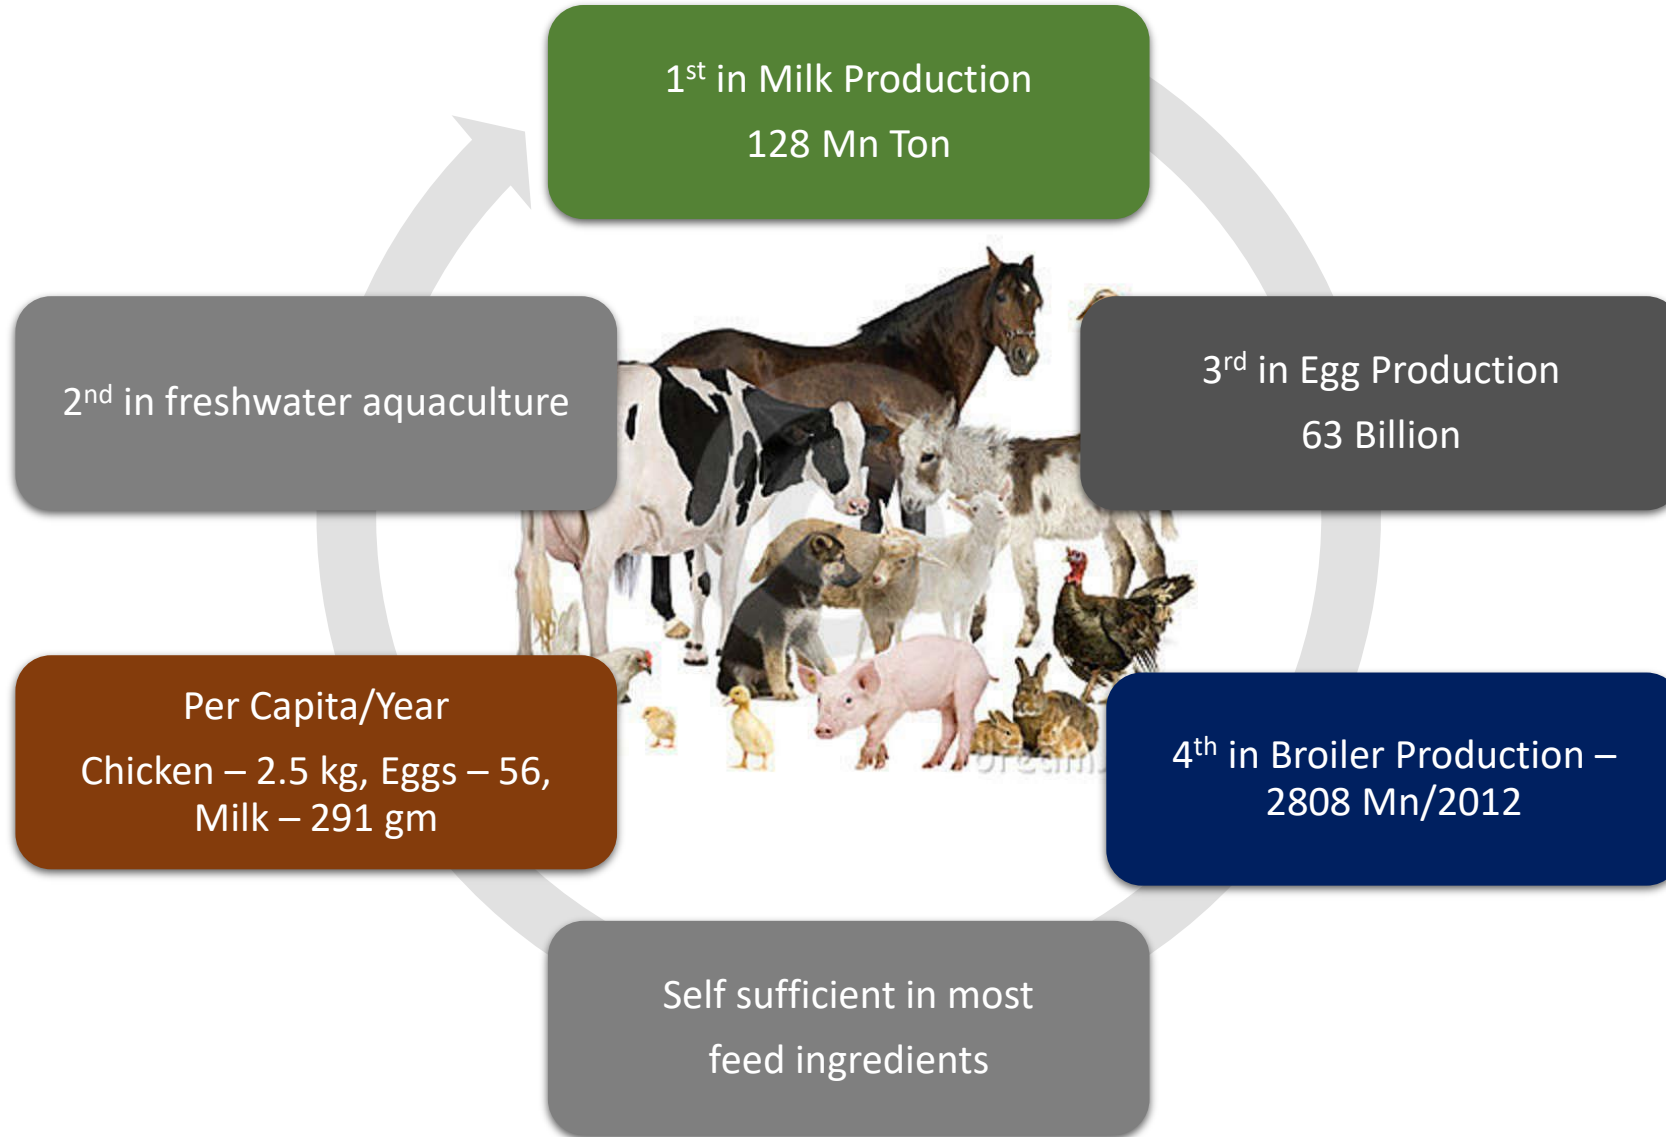 1st in Milk Production
128 Mn Ton
3rd in Egg Production
63 Billion
4th in Broiler Production –
2808 Mn/2012
Self sufficient in most
feed ingredients
Per Capita/Year
Chicken – 2.5 kg, Eggs – 56,
Milk – 291 gm
2nd in freshwater aquaculture